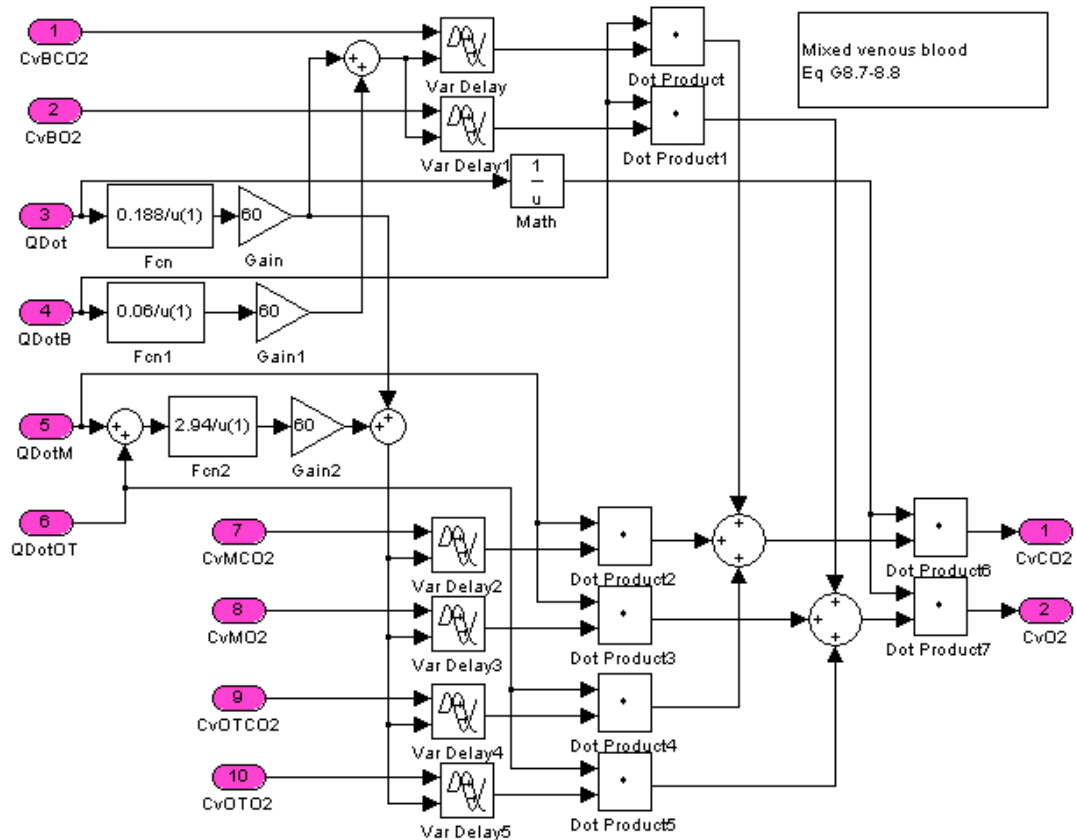 1
CvBCO2
Var Delay
Dot Product
Mixed venous blood
Eq G8.7-8.8
2
CvBO2
Var Delay1
Dot Product1
1
u
Math
3
QDot
0.188/u(1)
Fcn
60
Gain
4
QDotB
0.06/u(1)
Fcn1
60
Gain1
5
QDotM
2.94/u(1)
Fcn2
60
Gain2
6
QDotOT
7
CvMCO2
Var Delay2
Dot Product2
Dot Product6
1
CvCO2
8
CvMO2
Var Delay3
Dot Product3
Dot Product7
2
CvO2
9
CvOTCO2
Var Delay4
Dot Product4
10
CvOTO2
Var Delay5
Dot Product5